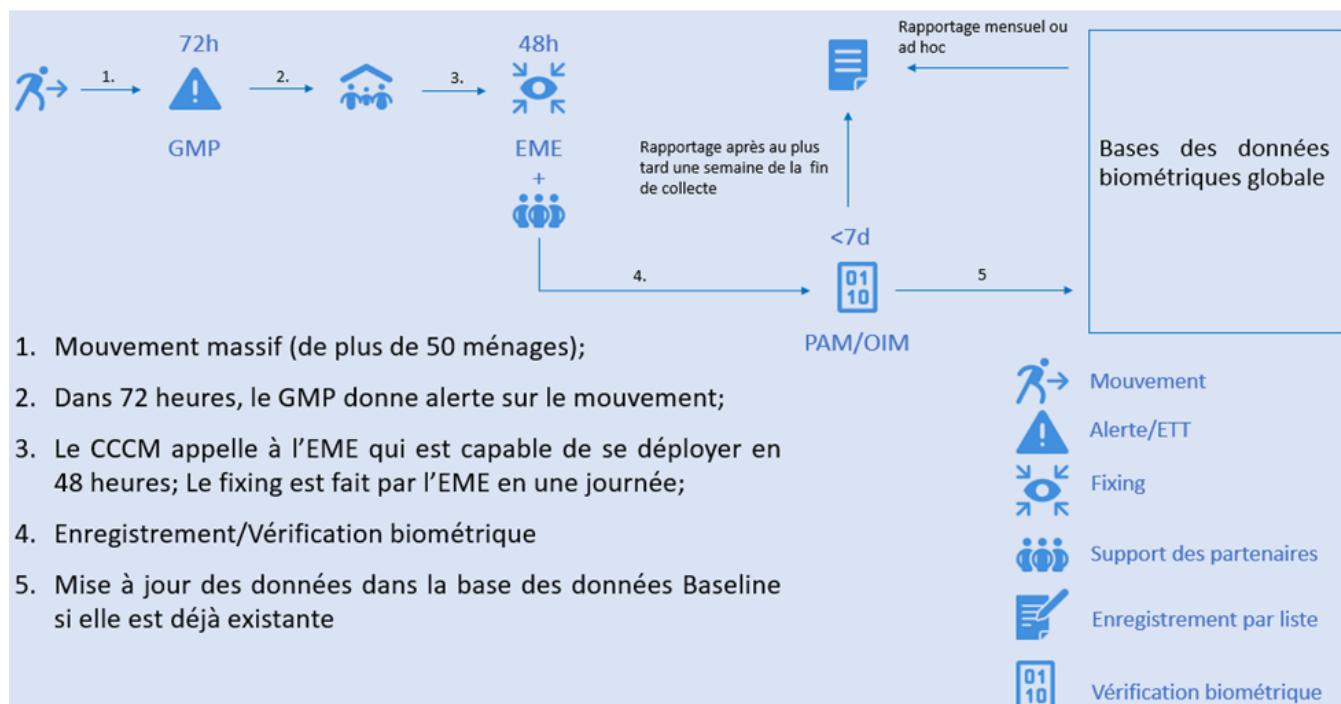 72h
48h
Rapportage mensuel ou
ad hoc
1.
2.
3.
GMP
EME
+
Rapportage après au plus
tard une semaine de la fin
de collecte
Bases des données
biométriques globale
<7d
4.
01
10
5
PAM/OIM
1. Mouvement massif (de plus de 50 ménages);
2. Dans 72 heures, le GMP donne alerte sur le mouvement;
3. Le CCCM appelle à l’EME qui est capable de se déployer en
48 heures; Le fixing est fait par l’EME en une journée;
4. Enregistrement/Vérification biométrique
5. Mise à jour des données dans la base des données Baseline
si elle est déjà existante
Mouvement
Alerte/ETT
Fixing
Support des partenaires
Enregistrement par liste
01
10
Vérification biométrique